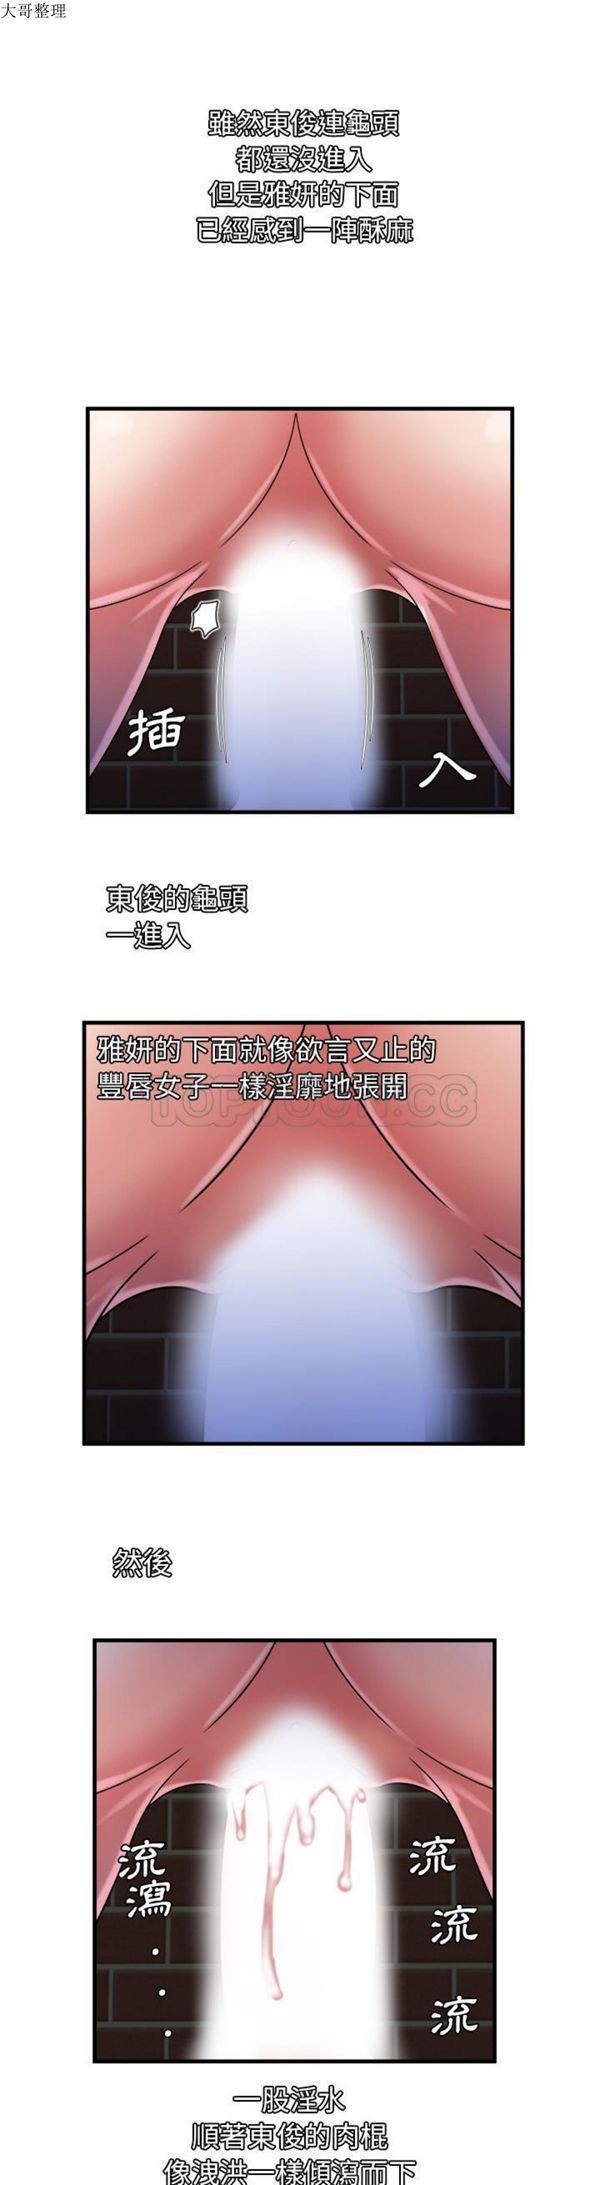 大哥整理
雖然東俊連龜頭
都還沒進入
但是雅妍的下面
已經感到一陣酥麻
插
入
東俊的龜頭
一進入
雅妍的下面就像欲言又止的
豐唇女子一樣淫靡地張開
TOPTOON.CC
然後
流瀉...
流流流
一股淫水
順著東俊的肉棍
像洩洪一樣傾瀉而下